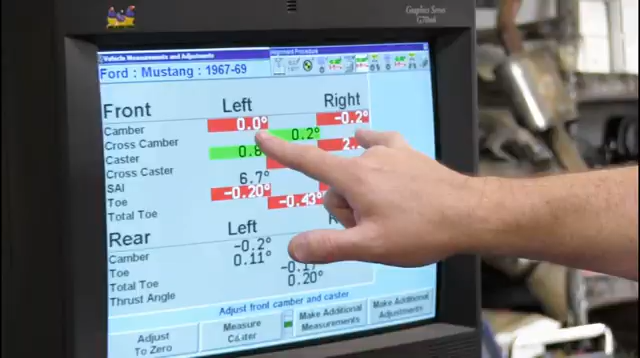 Graphics Series
Vehicle Measurements and Adjustments
Alignment Procedure
Ford : Mustang : 1967-69
Front Left Right
Camber 0.0° -0.2°
Cross Camber 0.2°
Caster
Cross Caster
SAI 6.7°
Toe -0.20°
Total Toe -0.43°
Rear Left
Camber -0.2°
Toe 0.11°
Total Toe
Thrust Angle 0.20°
Adjust front camber and caster
Adjust To Zero
Measure Caster
Make Additional Measurements
Make Additional Adjustments